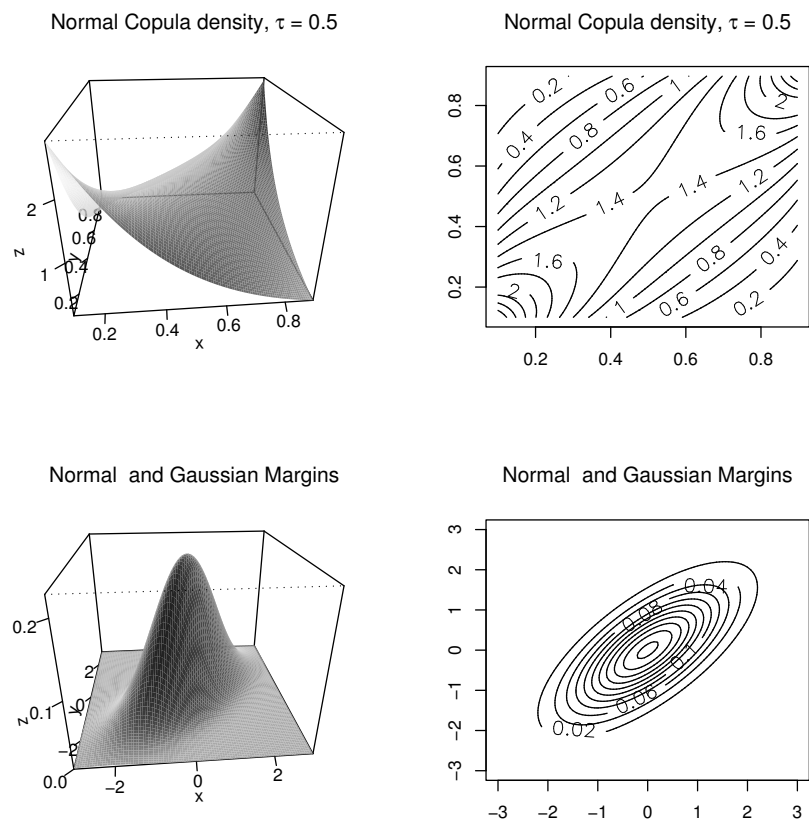 Normal Copula density, τ = 0.5
z
2
1
0.8
0.6
0.4
0.2
y
0.2 0.4 0.6 0.8
x
Normal Copula density, τ = 0.5
0.8
0.6
0.4
0.2
0.2 0.6 1
2
0.4 0.8 1.6
1.4 1.2
1.2 1.4
1.6 0.8 0.4
2 1 0.6 0.2
0.2 0.4 0.6 0.8
Normal and Gaussian Margins
z
0.2
0.1
0.0
2
0
−2
y
−2 0 2
x
Normal and Gaussian Margins
3
2
1
0
−1
−2
−3
0.04
0.08
0.1
0.06
0.02
−3 −2 −1 0 1 2 3